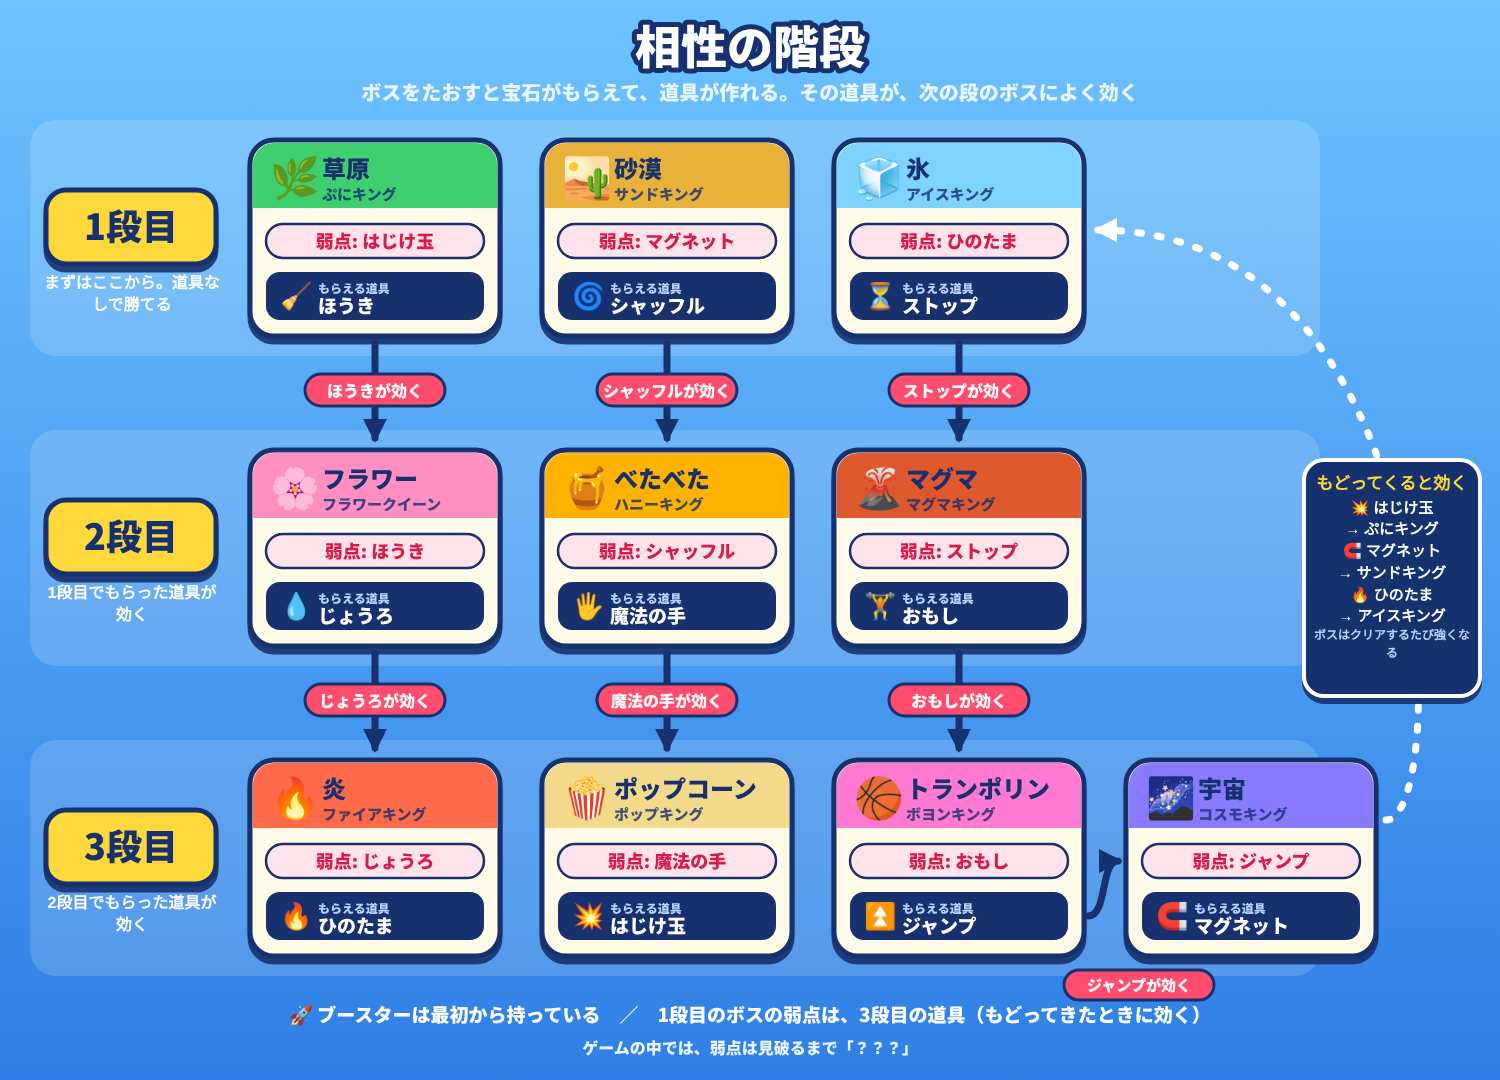 相性の階段
ボスをたおすと宝石がもらえて、道具が作れる。その道具が、次の段のボスによく効く
1段目
まずはここから。道具な
しで勝てる
草原
ぷにキング
弱点: はじけ玉
もらえる道具
ほうき
砂漠
サンドキング
弱点: マグネット
もらえる道具
シャッフル
氷
アイスキング
弱点: ひのたま
もらえる道具
ストップ
ほうきが効く
シャッフルが効く
ストップが効く
2段目
1段目でもらった道具が
効く
フラワー
フラワークイーン
弱点: ほうき
もらえる道具
じょうろ
べたべた
ハニーキング
弱点: シャッフル
もらえる道具
魔法の手
マグマ
マグマキング
弱点: ストップ
もらえる道具
おもし
もどってくると効く
💥 はじけ玉
→ ぷにキング
🧲 マグネット
→ サンドキング
🔥 ひのたま
→ アイスキング
ボスはクリアするたび強くな
る
じょうろが効く
魔法の手が効く
おもしが効く
3段目
2段目でもらった道具が
効く
炎
ファイアキング
弱点: じょうろ
もらえる道具
ひのたま
ポップコーン
ポップキング
弱点: 魔法の手
もらえる道具
はじけ玉
トランポリン
ボヨンキング
弱点: おもし
もらえる道具
ジャンプ
宇宙
コスモキング
弱点: ジャンプ
もらえる道具
マグネット
ジャンプが効く
🚀 ブースターは最初から持っている ／ 1段目のボスの弱点は、3段目の道具（もどってきたときに効く）
ゲームの中では、弱点は見破るまで「？？？」